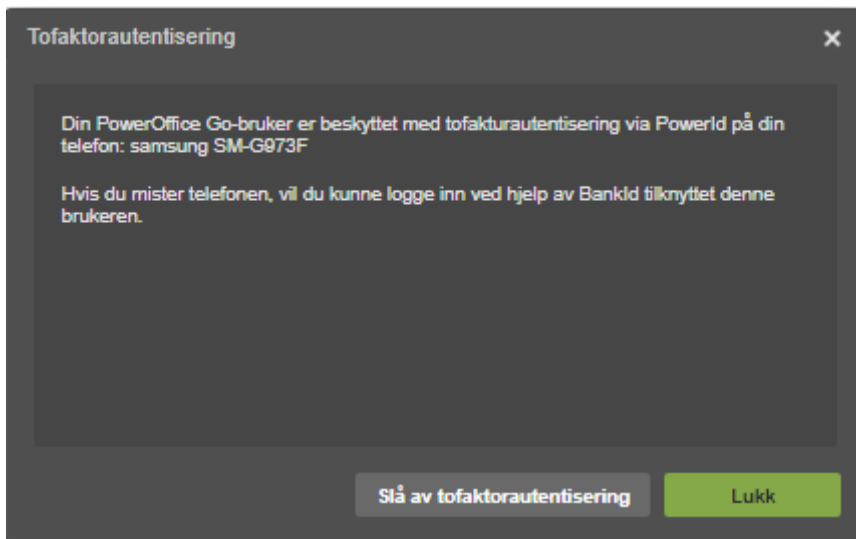 Tofaktorautentisering
Din PowerOffice Go-bruker er beskyttet med tofakturautentisering via PowerId på din
telefon: samsung SM-G973F
Hvis du mister telefonen, vil du kunne logge inn ved hjelp av BankId tilknyttet denne
brukeren.
Slå av tofaktorautentisering
Lukk